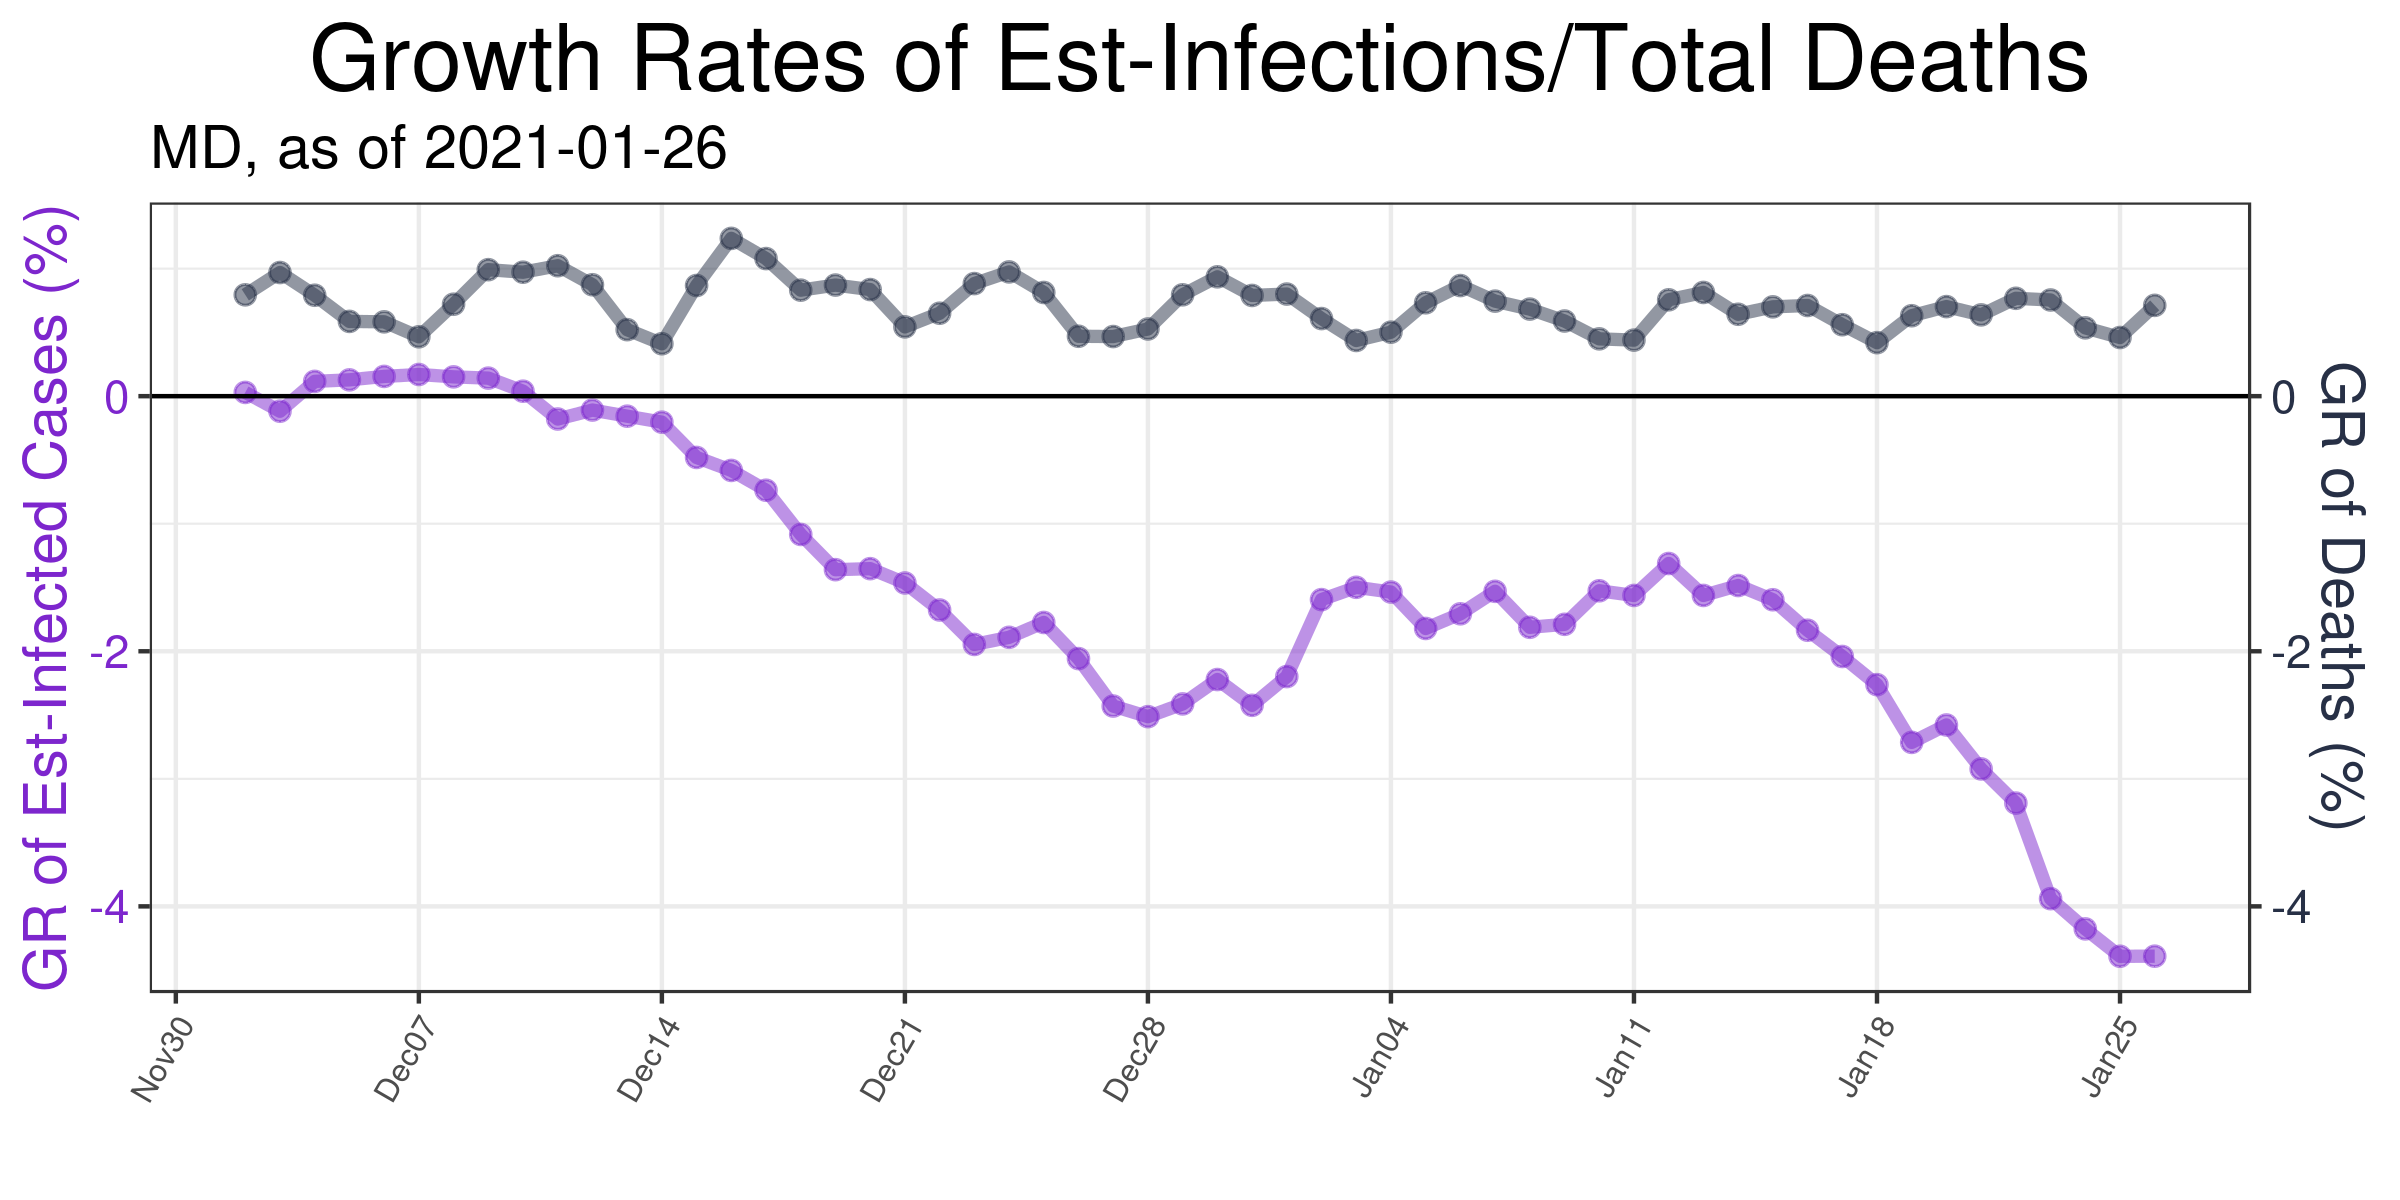 Growth Rates of Est-Infections/Total Deaths
MD, as of 2021-01-26
GR of Est-Infected Cases (%)
0
-2
-4
0
-2
-4
GR of Deaths (%)
Nov30
Dec07
Dec14
Dec21
Dec28
Jan04
Jan11
Jan18
Jan25